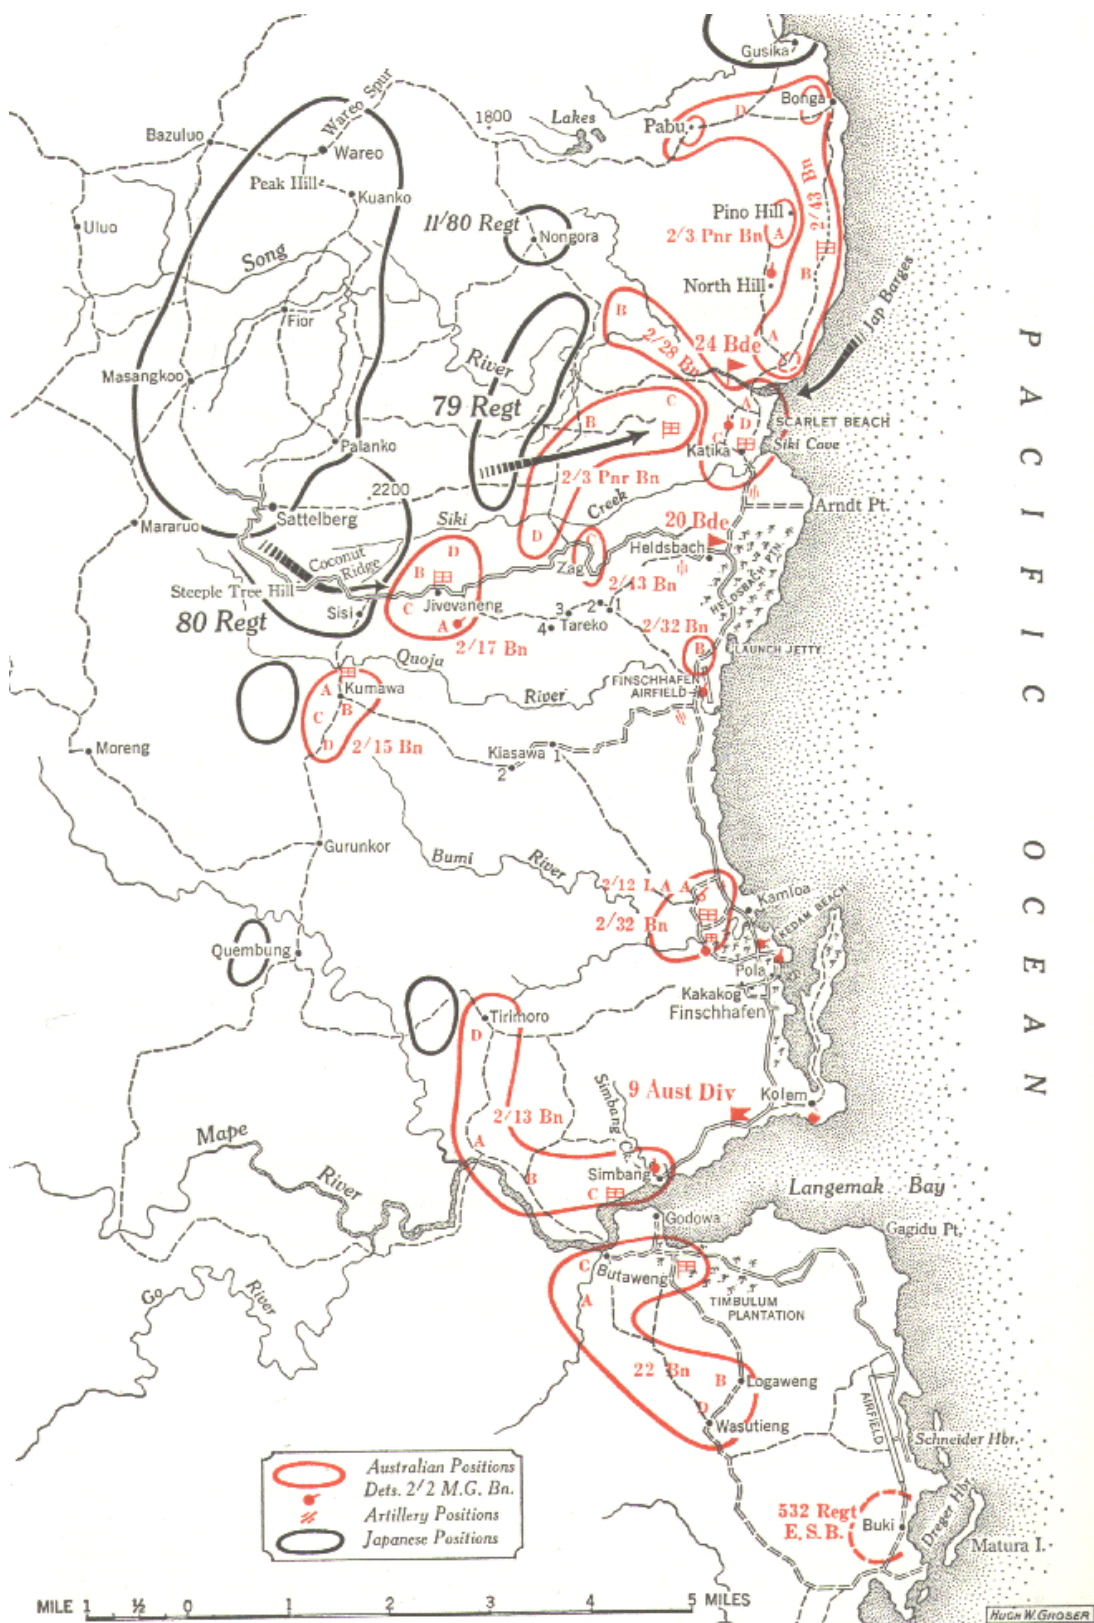 Gusika
Bonga
D
Pabu
Lakes
1800
Wareo Spur
Bazuluo
Wareo
Peak Hill
Kuanko
2/43 Bn
Pino Hill
A
2/3 Pnr Bn
Uluo
11/80 Regt
Nongora
Song
North Hill
B
Jap Barges
Fior
B
2/28 Bn
24 Bde
A
River
Masangkoo
79 Regt
C
B
A
D
C
SCARLET BEACH
Siki Cove
Palanko
Katika
2/3 Pnr Bn
2200
Sattelberg
Mararuo
Siki
Creek
Arndt Pt.
D
20 Bde
C
Heldsbach
Coconut
Ridge
D
B
Zag
HELDSBACH PTN.
Steeple Tree Hill
2/43 Bn
C
Jivevaneng
Sisi
80 Regt
A
3
2
1
4
Tareko
2/32 Bn
2/17 Bn
B
LAUNCH JETTY
Quoja
River
FINSCHHAFEN
AIRFIELD
A
Kumawa
B
C
D
2/15 Bn
Moreng
Kiasawa
1
2
Gurunkor
Bumi
River
2/12 L A A
Kamloa
KEDAM BEACH
2/32 Bn
Quembung
Pola
Kakakog
Finschhafen
Tirimoro
D
Kolem
9 Aust Div
Simbang Ck.
2/13 Bn
Mape
River
A
B
Simbang
C
Langemak Bay
Godowa
Gagidu Pt.
C
Butaweng
A
TIMBULUM
PLANTATION
Go
River
22 Bn
B
Logaweng
D
Wasutieng
AIRFIELD
Schneider Hbr.
532 Regt
E. S. B.
Buki
Dreger Hbr.
Matura I.
PACIFIC OCEAN
Australian Positions
Dets. 2/2 M.G. Bn.
Artillery Positions
Japanese Positions
MILE 1 ½ 0 1 2 3 4 5 MILES
HUGH W. GROSER